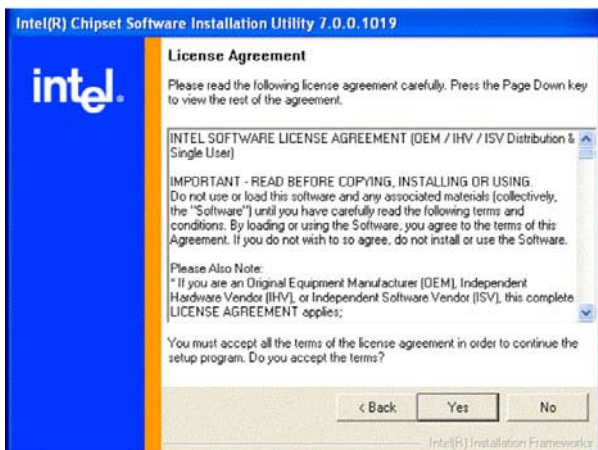 Intel(R) Chipset Software Installation Utility 7.0.0.1019
intel.
License Agreement
Please read the following license agreement carefully. Press the Page Down key
to view the rest of the agreement.
INTEL SOFTWARE LICENSE AGREEMENT (OEM / IHV / ISV Distribution &
Single User)
IMPORTANT - READ BEFORE COPYING, INSTALLING OR USING.
Do not use or load this software and any associated materials (collectively,
the "Software") until you have carefully read the following terms and
conditions. By loading or using the Software, you agree to the terms of this
Agreement. If you do not wish to so agree, do not install or use the Software.
Please Also Note:
* If you are an Original Equipment Manufacturer (OEM), Independent
Hardware Vendor (IHV), or Independent Software Vendor (ISV), this complete
LICENSE AGREEMENT applies;
You must accept all the terms of the license agreement in order to continue the
setup program. Do you accept the terms?
< Back Yes No
Intel(R) Installation Frameworks